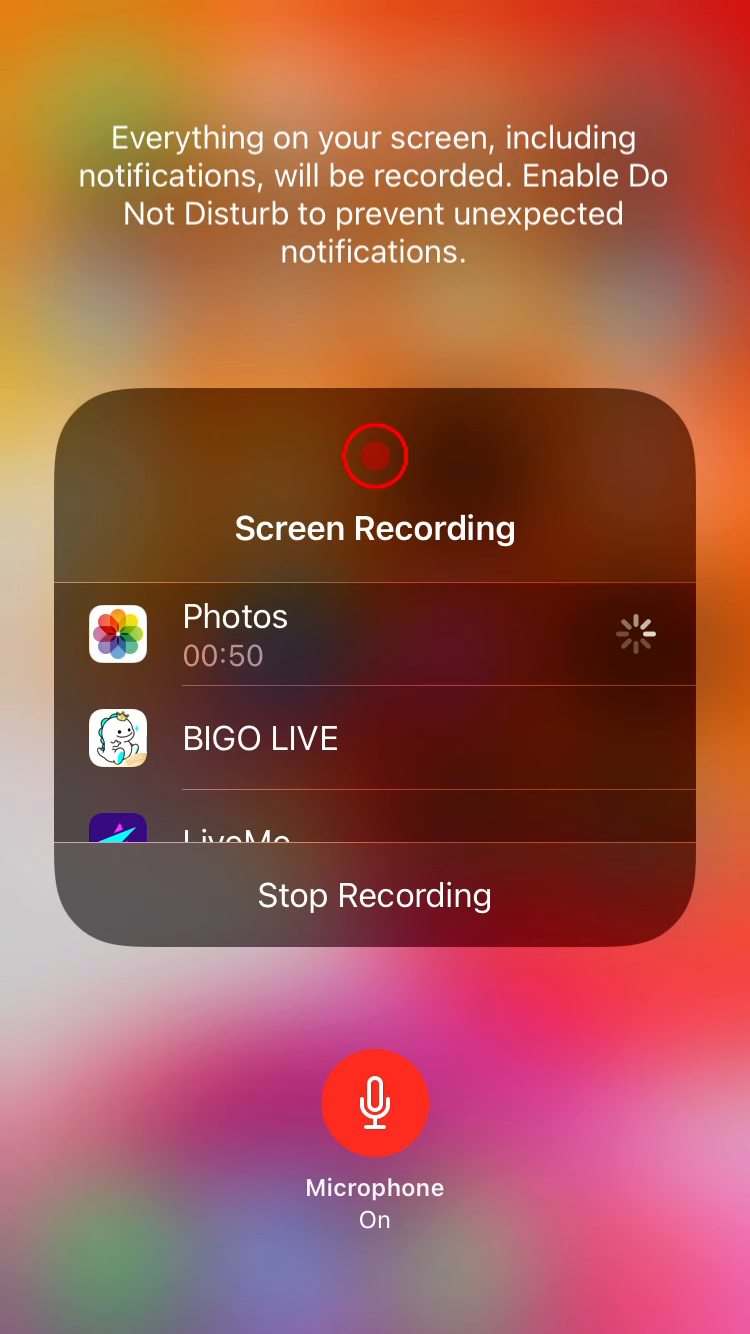 Everything on your screen, including
notifications, will be recorded. Enable Do
Not Disturb to prevent unexpected
notifications.
Screen Recording
Photos
00:50
BIGO LIVE
LiveMe
Stop Recording
Microphone
On